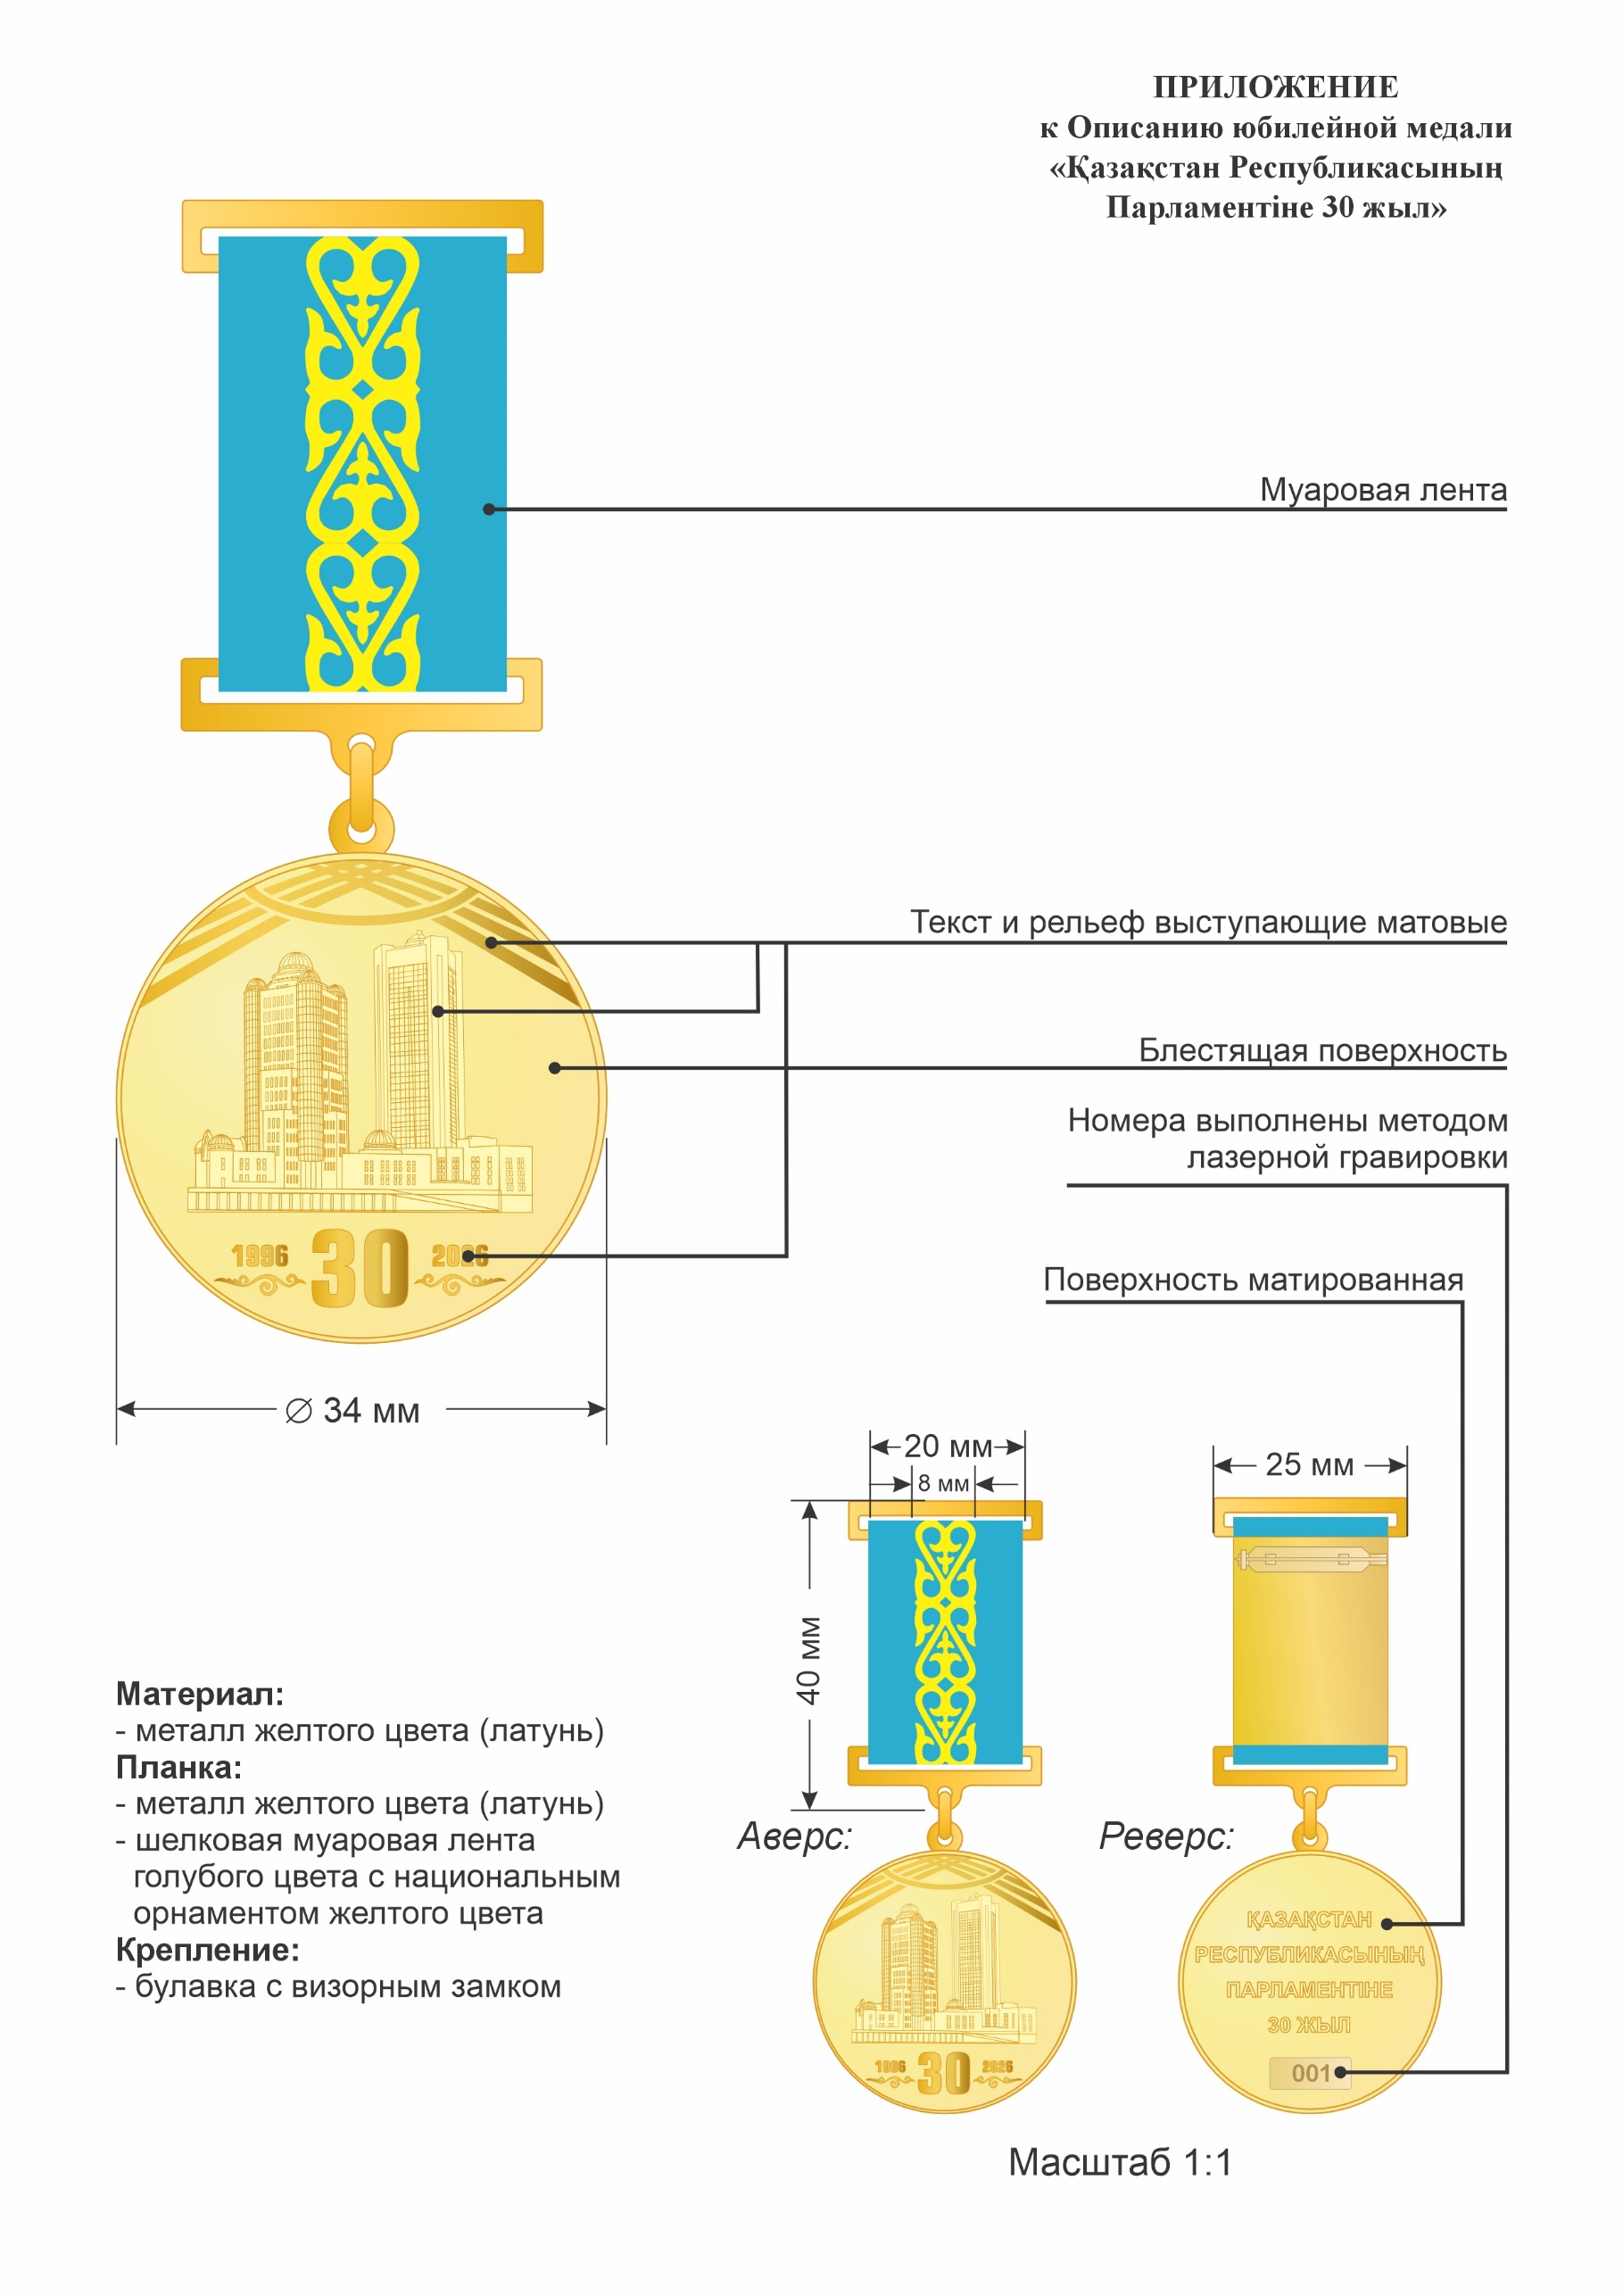 ПРИЛОЖЕНИЕ
к Описанию юбилейной медали
«Қазақстан Республикасының
Парламентіне 30 жыл»
Муаровая лента
Текст и рельеф выступающие матовые
Блестящая поверхность
Номера выполнены методом
лазерной гравировки
Поверхность матированная
1996 30 2026
∅ 34 мм
20 мм
8 мм
25 мм
40 мм
Материал:
- металл желтого цвета (латунь)
Планка:
- металл желтого цвета (латунь)
- шелковая муаровая лента
голубого цвета с национальным
орнаментом желтого цвета
Крепление:
- булавка с визорным замком
Аверс:
Реверс:
1996 30 2026
ҚАЗАҚСТАН
РЕСПУБЛИКАСЫНЫҢ
ПАРЛАМЕНТІНЕ
30 ЖЫЛ
001
Масштаб 1:1